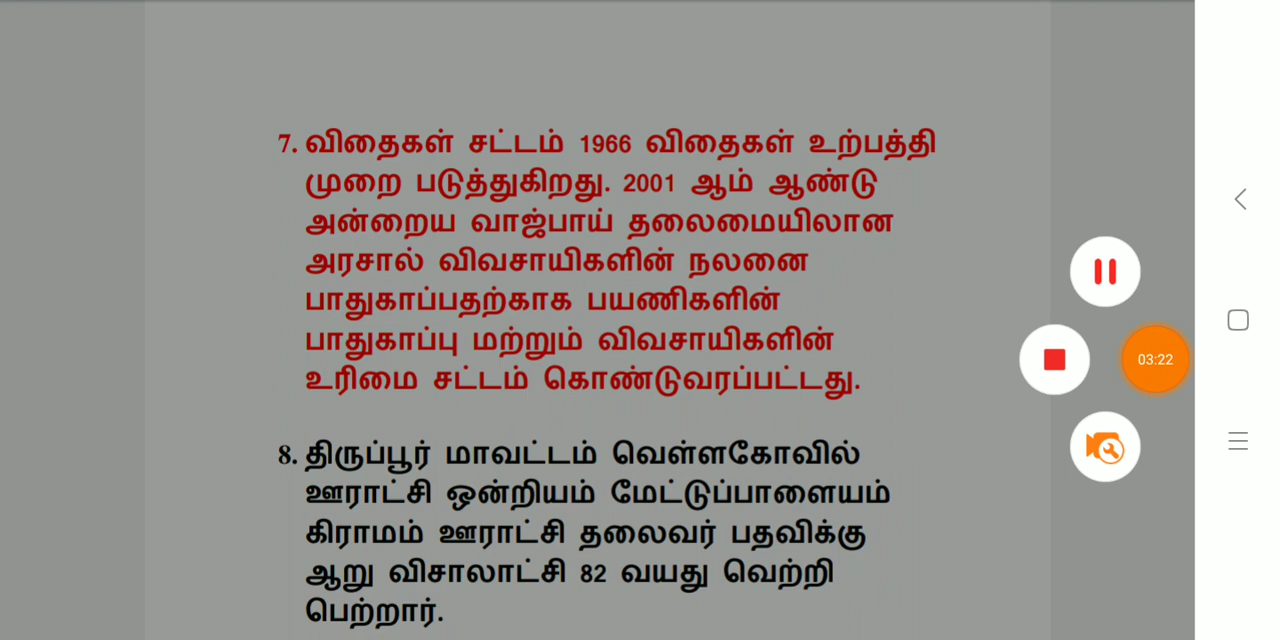 7. விதைகள் சட்டம் 1966 விதைகள் உற்பத்தி
முறை படுத்துகிறது. 2001 ஆம் ஆண்டு
அன்றைய வாஜ்பாய் தலைமையிலான
அரசால் விவசாயிகளின் நலனை
பாதுகாப்பதற்காக பயணிகளின்
பாதுகாப்பு மற்றும் விவசாயிகளின்
உரிமை சட்டம் கொண்டுவரப்பட்டது.
8. திருப்பூர் மாவட்டம் வெள்ளகோவில்
ஊராட்சி ஒன்றியம் மேட்டுப்பாளையம்
கிராமம் ஊராட்சி தலைவர் பதவிக்கு
ஆறு விசாலாட்சி 82 வயது வெற்றி
பெற்றார்.
03:22